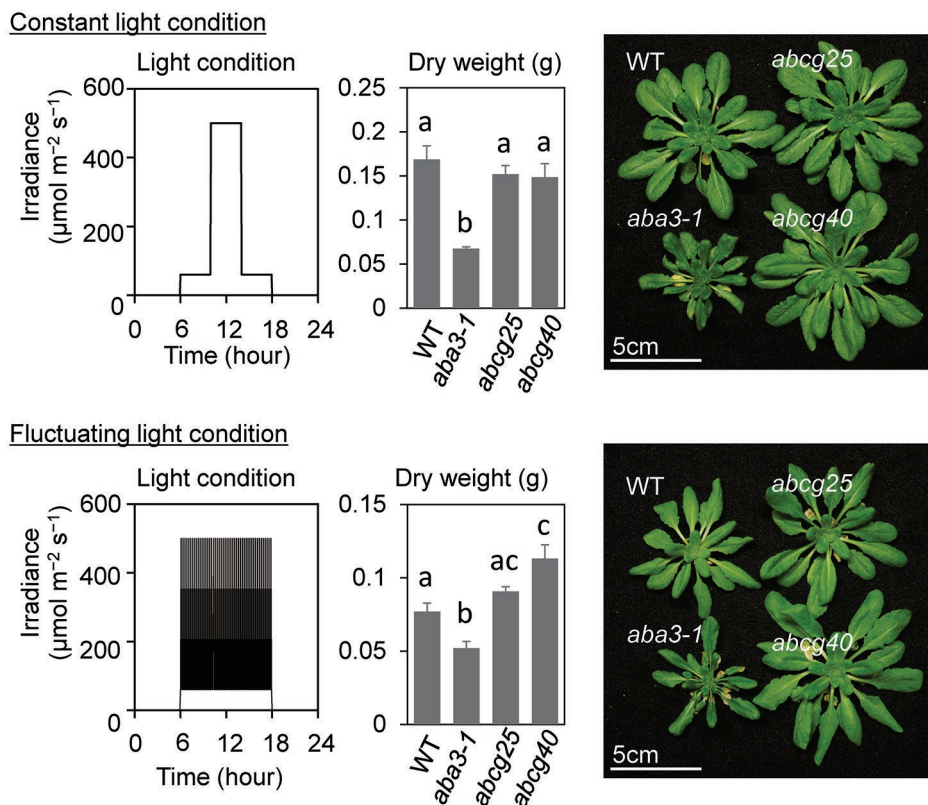 Constant light condition
Light condition
Irradiance
(μmol m⁻² s⁻¹)
600
400
200
0
0 6 12 18 24
Time (hour)
Dry weight (g)
0.25
0.2
0.15
0.1
0.05
0
a
b
a
a
WT
aba3-1
abcg25
abcg40
WT
abcg25
aba3-1
abcg40
5cm
Fluctuating light condition
Light condition
Irradiance
(μmol m⁻² s⁻¹)
600
400
200
0
0 6 12 18 24
Time (hour)
Dry weight (g)
0.15
0.1
0.05
0
a
b
ac
c
WT
aba3-1
abcg25
abcg40
WT
abcg25
aba3-1
abcg40
5cm